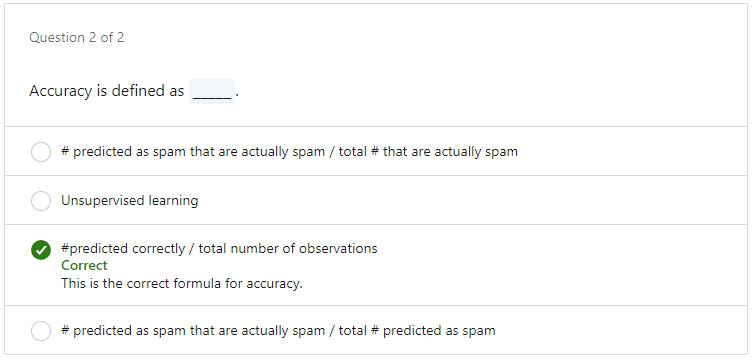 Question 2 of 2
Accuracy is defined as _____ .
# predicted as spam that are actually spam / total # that are actually spam
Unsupervised learning
#predicted correctly / total number of observations
Correct
This is the correct formula for accuracy.
# predicted as spam that are actually spam / total # predicted as spam